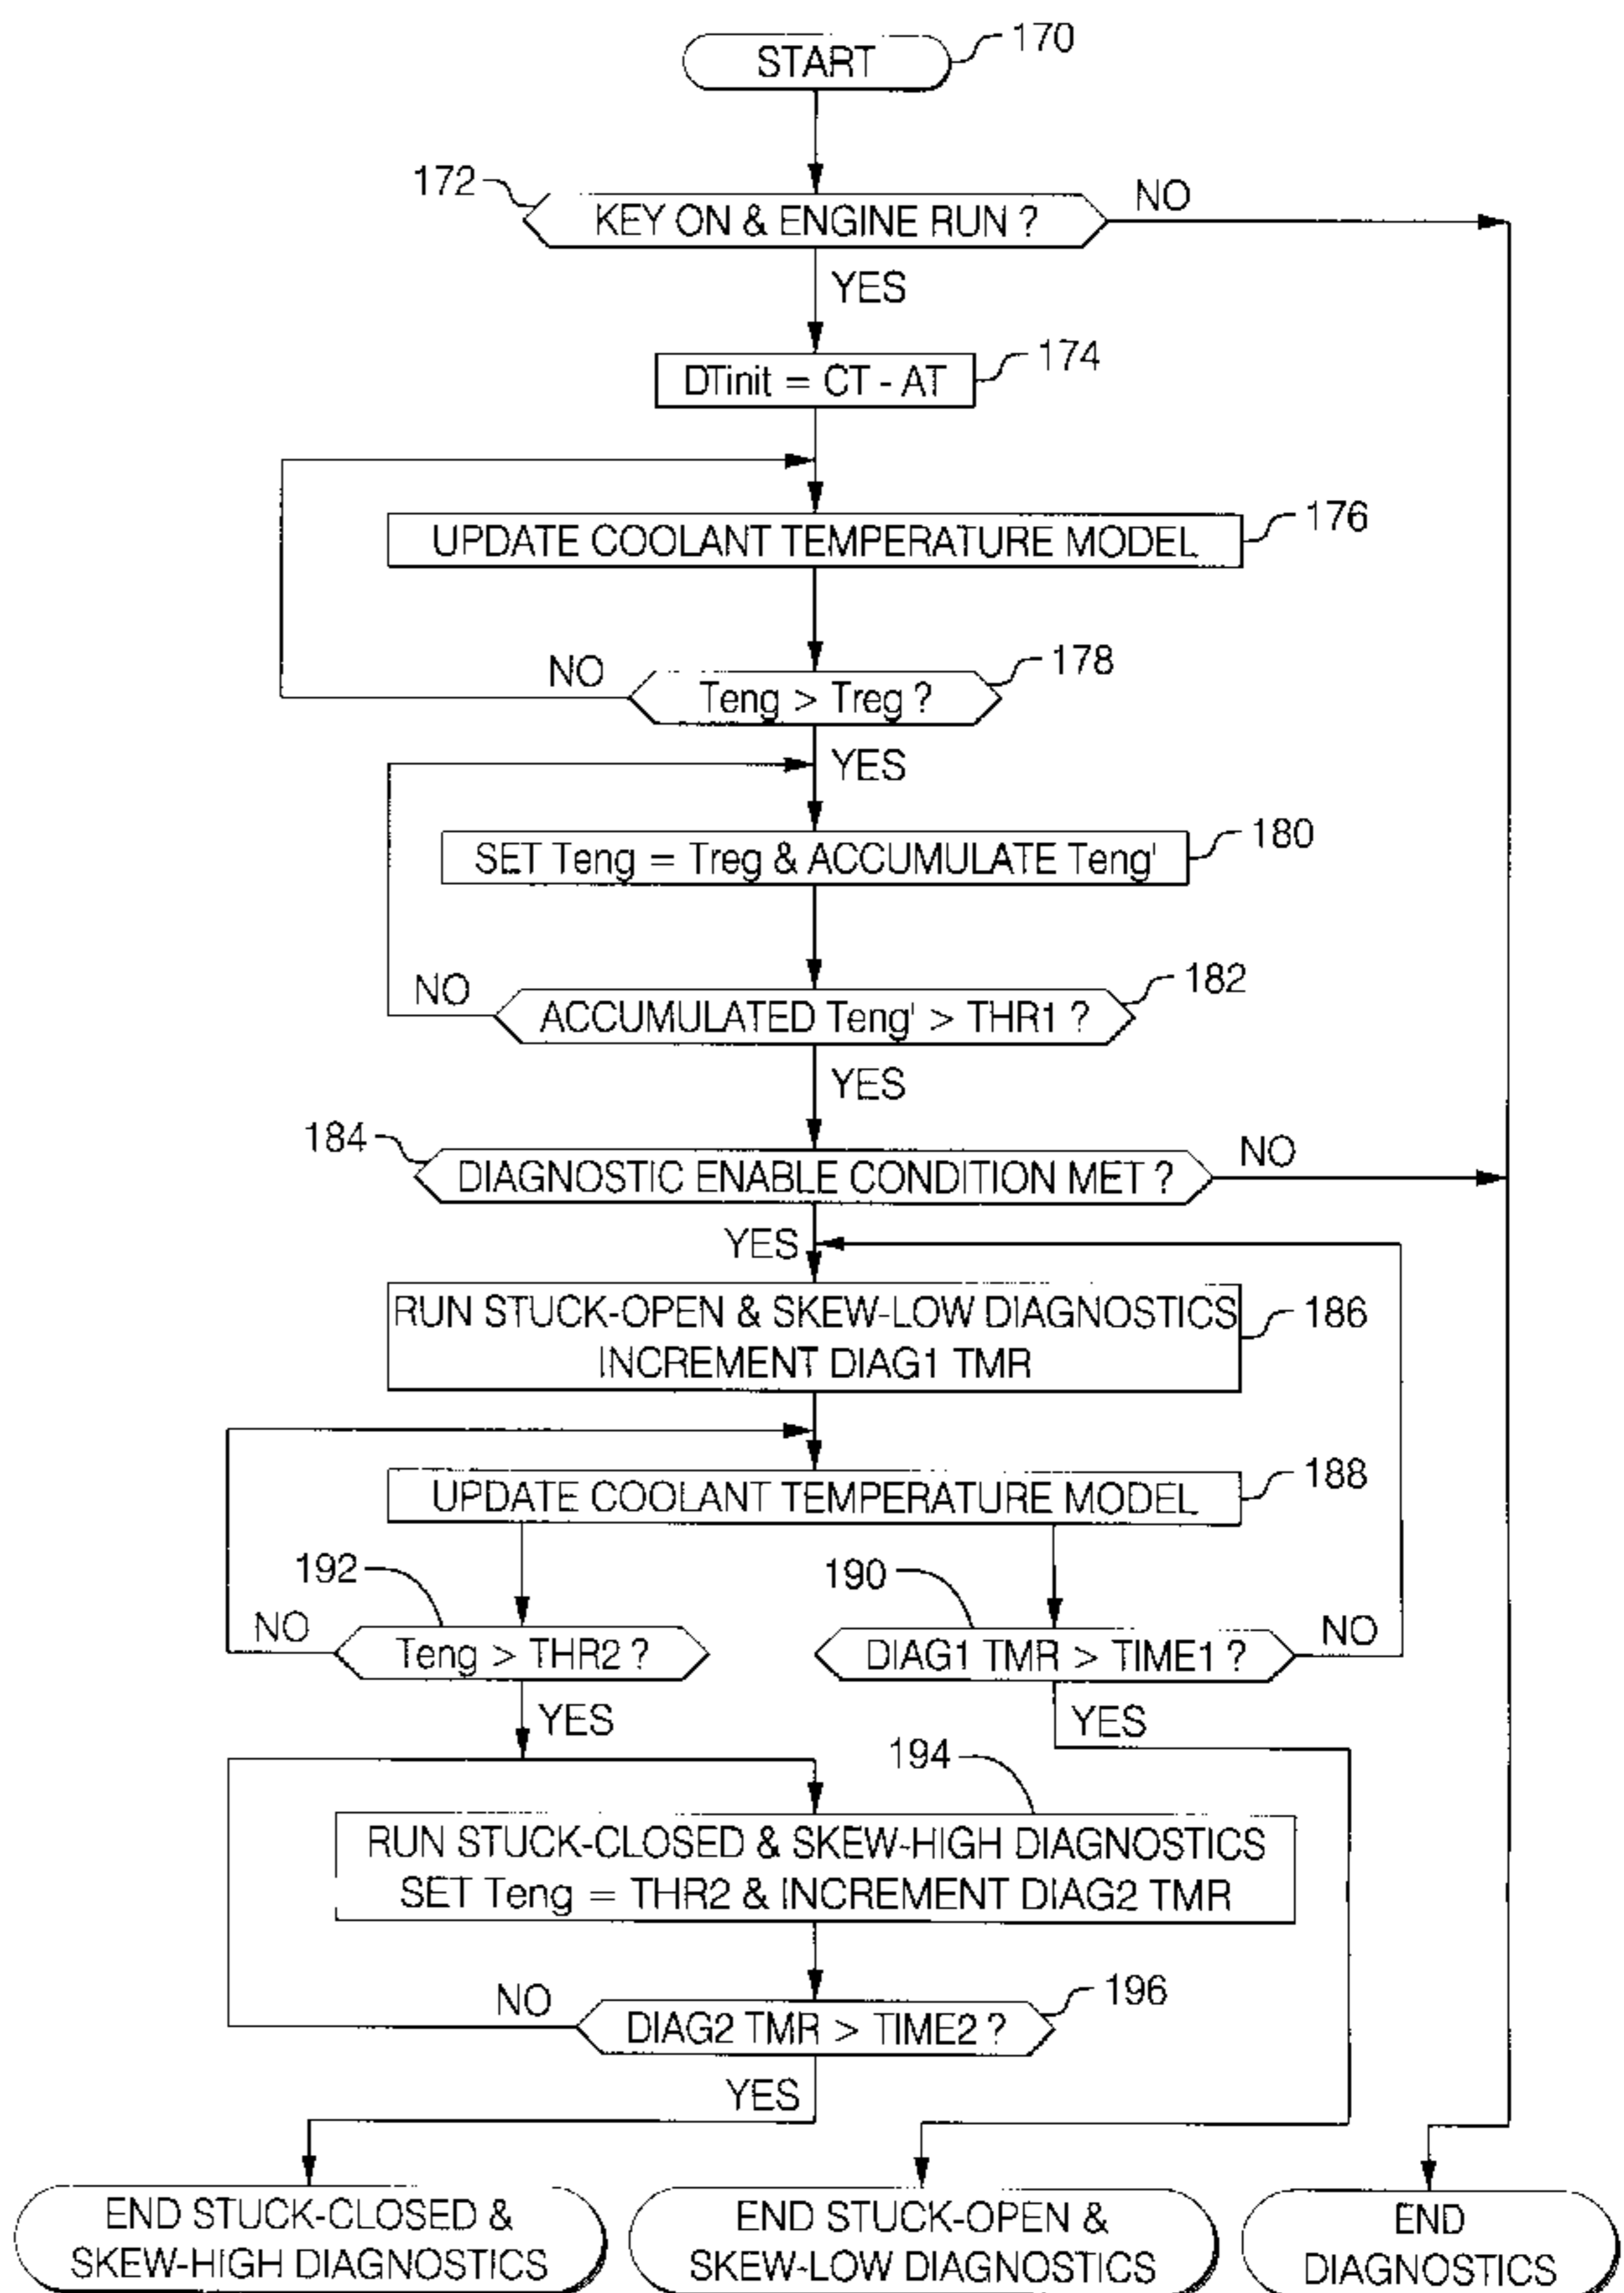 START
170
172
KEY ON & ENGINE RUN ?
NO
YES
DTinit = CT - AT
174
UPDATE COOLANT TEMPERATURE MODEL
176
NO
Teng > Treg ?
178
YES
SET Teng = Treg & ACCUMULATE Teng'
180
NO
ACCUMULATED Teng' > THR1 ?
182
YES
184
DIAGNOSTIC ENABLE CONDITION MET ?
NO
YES
RUN STUCK-OPEN & SKEW-LOW DIAGNOSTICS
INCREMENT DIAG1 TMR
186
UPDATE COOLANT TEMPERATURE MODEL
188
192
190
NO
Teng > THR2 ?
DIAG1 TMR > TIME1 ?
NO
YES
YES
194
RUN STUCK-CLOSED & SKEW-HIGH DIAGNOSTICS
SET Teng = THR2 & INCREMENT DIAG2 TMR
NO
DIAG2 TMR > TIME2 ?
196
YES
END STUCK-CLOSED &
SKEW-HIGH DIAGNOSTICS
END STUCK-OPEN &
SKEW-LOW DIAGNOSTICS
END
DIAGNOSTICS